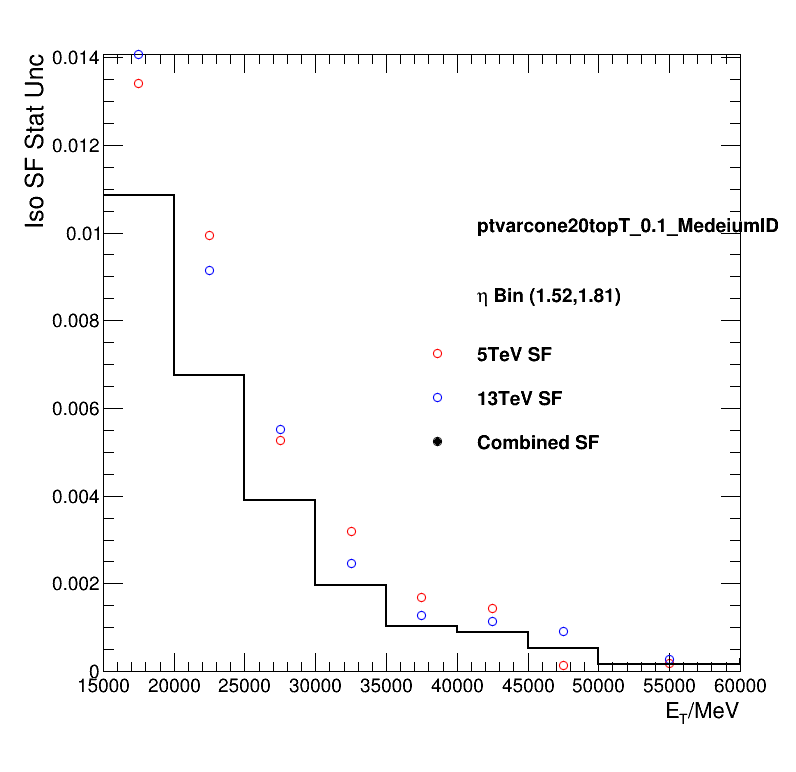 Iso SF Stat Unc
0.014
0.012
0.01
0.008
0.006
0.004
0.002
0
ptvarcone20topT_0.1_MedeiumID
η Bin (1.52,1.81)
5TeV SF
13TeV SF
Combined SF
15000 20000 25000 30000 35000 40000 45000 50000 55000 60000
E_T/MeV